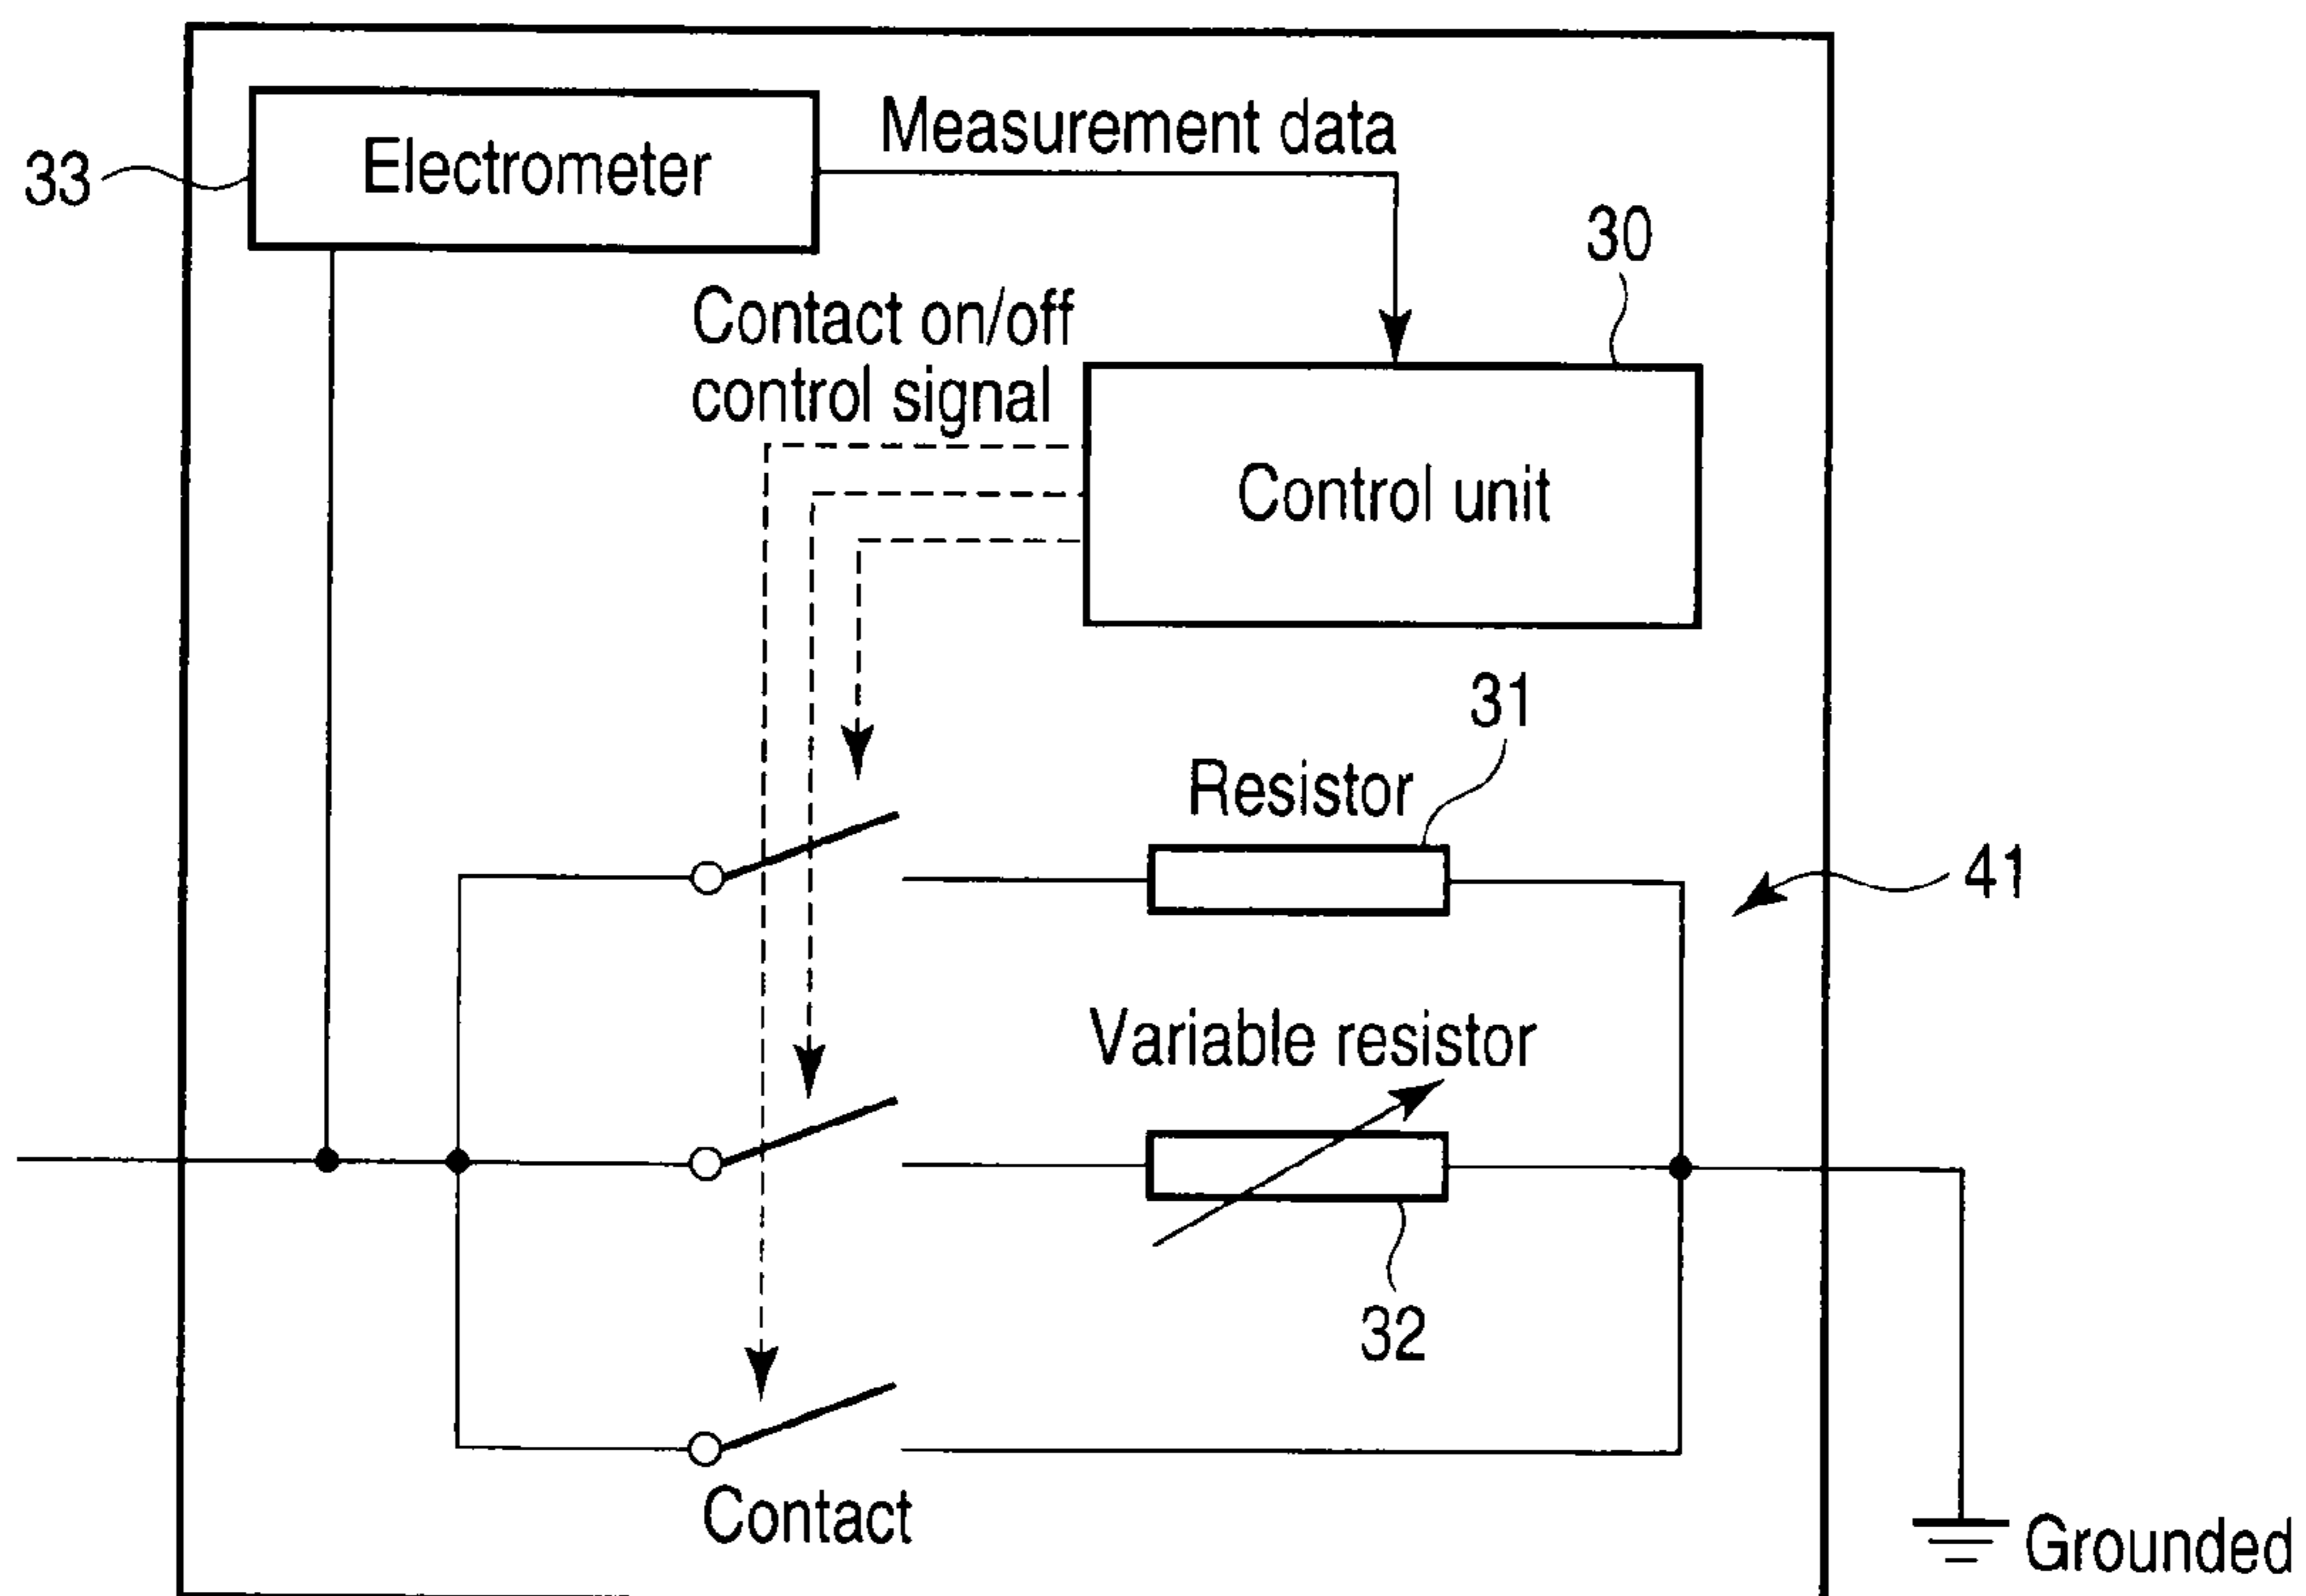 Electrometer
Measurement data
33
30
Contact on/off
control signal
Control unit
31
Resistor
41
Variable resistor
32
Contact
Grounded